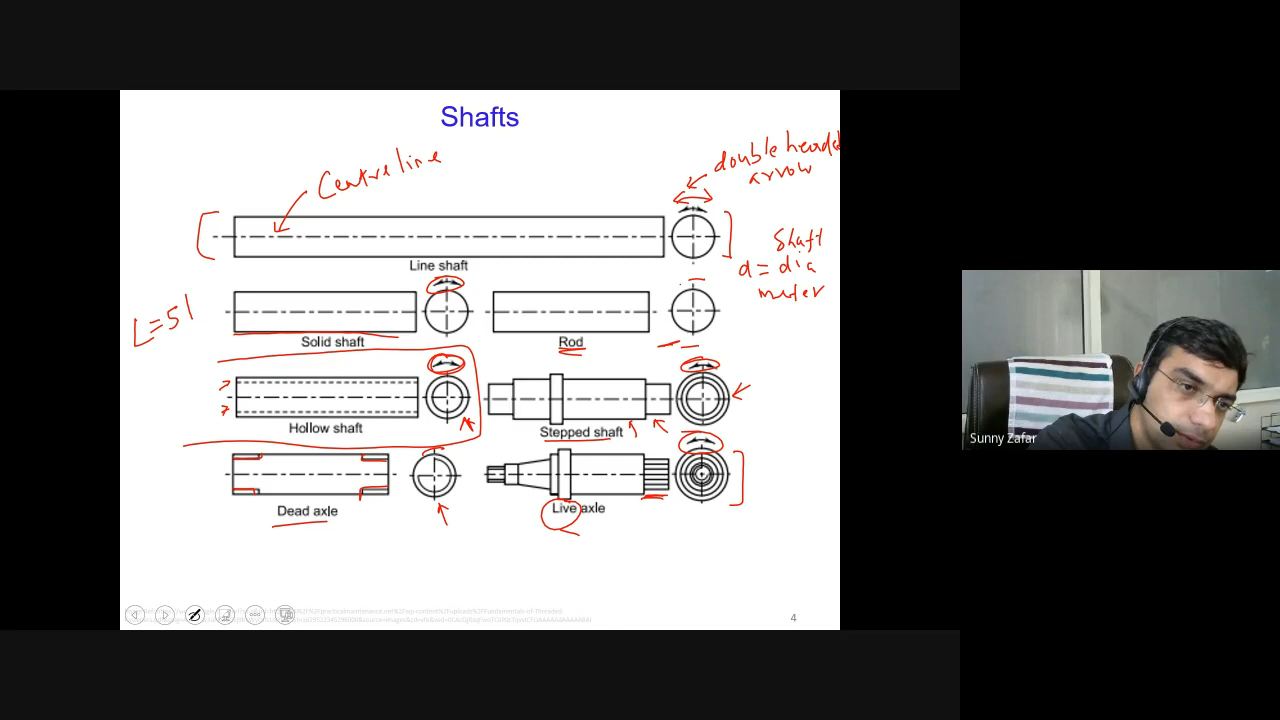 Shafts
Centre line
double headed
arrow
Line shaft
Shaft
d = dia
meter
L=5l
Solid shaft
Rod
Hollow shaft
Stepped shaft
Sunny Zafar
Dead axle
Live axle
4